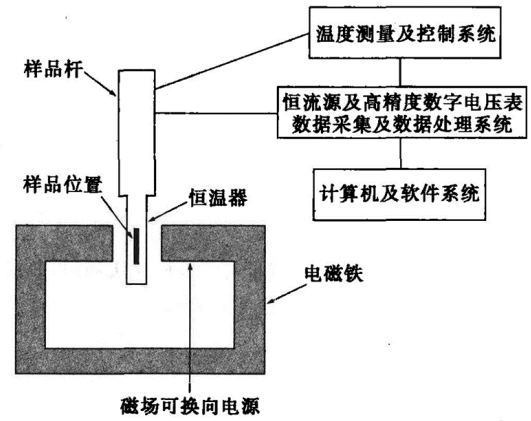 温度测量及控制系统
样品杆
恒流源及高精度数字电压表
数据采集及数据处理系统
样品位置
恒温器
计算机及软件系统
电磁铁
磁场可换向电源